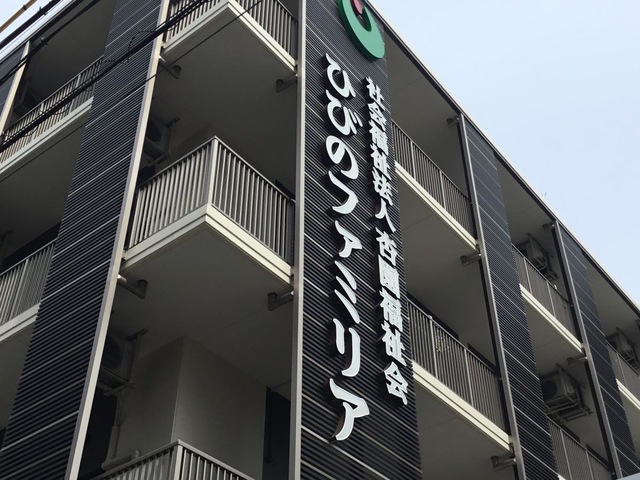 社会福祉法人 杏園福祉会
ひびのファミリア